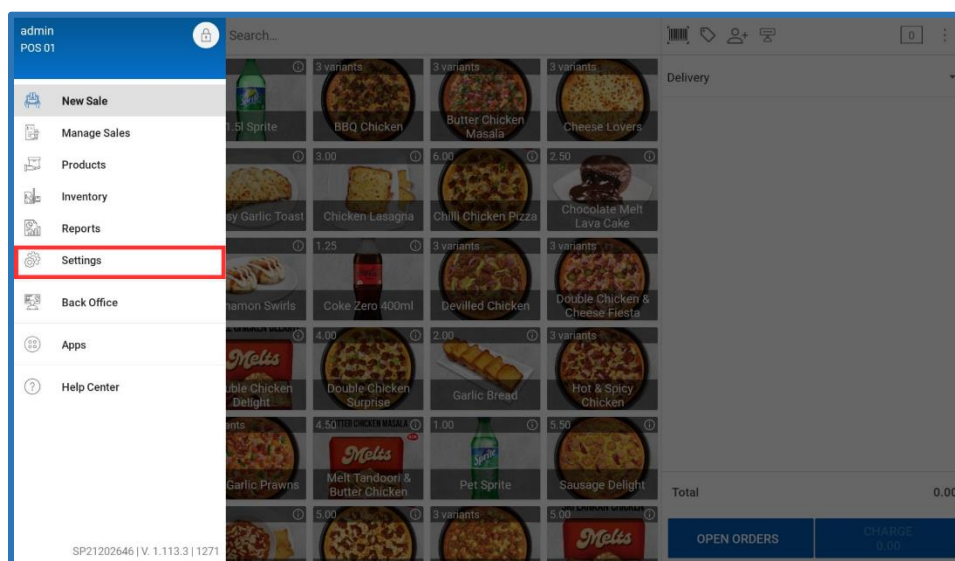 admin
POS 01
New Sale
Manage Sales
Products
Inventory
Reports
Settings
Back Office
Apps
Help Center
SP21202646 | V. 1.113.3 | 1271
Search...
1.5l Sprite
3 variants
BBQ Chicken
3 variants
Butter Chicken
Masala
3 variants
Cheese Lovers
sy Garlic Toast
3.00
Chicken Lasagna
6.00
Chilli Chicken Pizza
2.50
Chocolate Melt
Lava Cake
namon Swirls
1.25
Coke Zero 400ml
3 variants
Devilled Chicken
3 variants
Double Chicken &
Cheese Fiesta
Melts
uble Chicken
Delight
4.00
Double Chicken
Surprise
2.00
Garlic Bread
3 variants
Hot & Spicy
Chicken
ants
Garlic Prawns
4.50
Melts
Melt Tandoori &
Butter Chicken
1.00
Sprite
Pet Sprite
5.50
Sausage Delight
5.00
3 variants
5.00
Melts
0
Delivery
Total
0.00
OPEN ORDERS
CHARGE
0.00